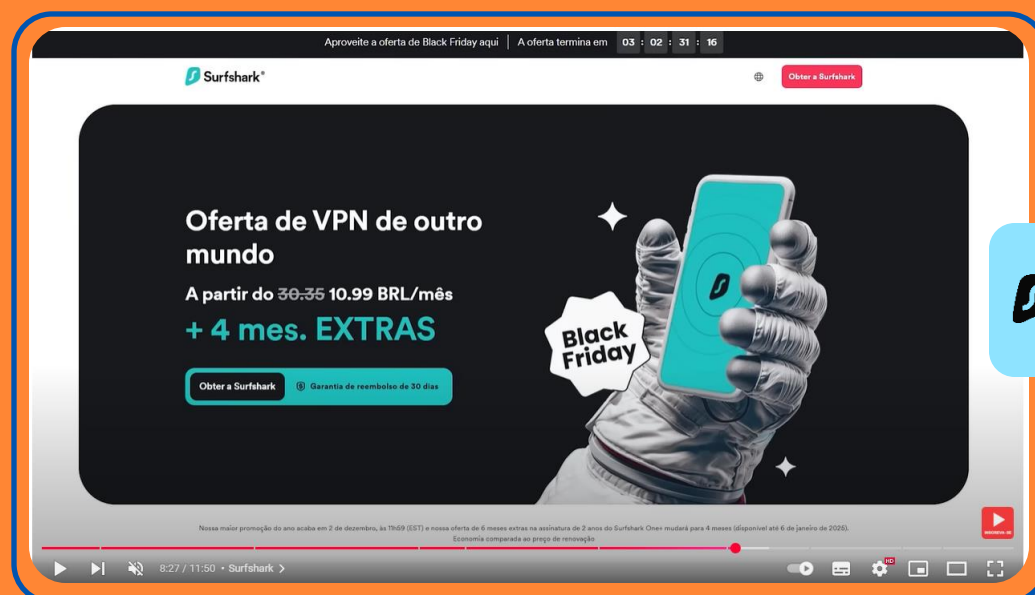 Aproveite a oferta de Black Friday aqui | A oferta termina em 03 : 02 : 31 : 16
Surfshark®
Obter a Surfshark
Oferta de VPN de outro
mundo
A partir do 30.35 10.99 BRL/mês
+ 4 mes. EXTRAS
Black
Friday
Obter a Surfshark
Garantia de reembolso de 30 dias
Nossa maior promoção do ano acaba em 2 de dezembro, às 11h59 (EST) e nossa oferta de 6 meses extras na assinatura de 2 anos do Surfshark One+ mudará para 4 meses (disponível até 6 de janeiro de 2025).
Economia comparada ao preço de renovação
8:27 / 11:50 • Surfshark >
HD